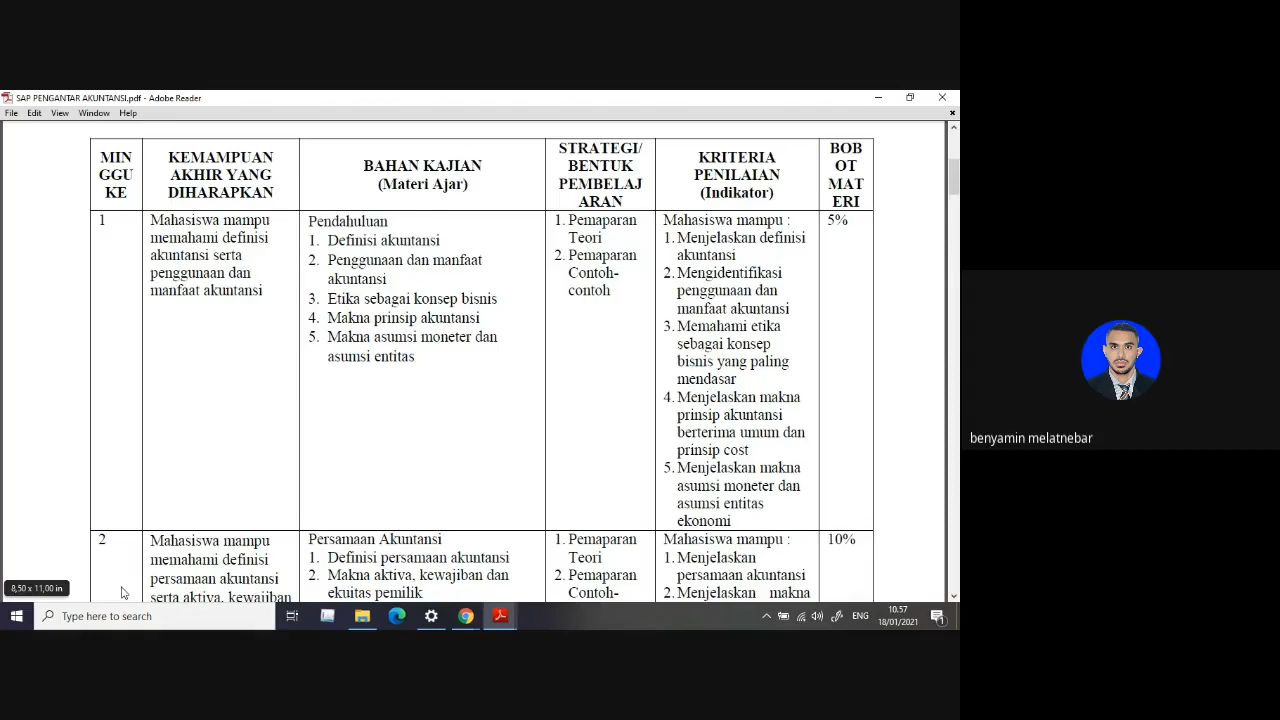 SAP PENGANTAR AKUNTANSI.pdf - Adobe Reader
File Edit View Window Help
MIN
GGU
KE
KEMAMPUAN
AKHIR YANG
DIHARAPKAN
BAHAN KAJIAN
(Materi Ajar)
STRATEGI/
BENTUK
PEMBELAJ
ARAN
KRITERIA
PENILAIAN
(Indikator)
BOB
OT
MAT
ERI
1
Mahasiswa mampu
memahami definisi
akuntansi serta
penggunaan dan
manfaat akuntansi
Pendahuluan
1. Definisi akuntansi
2. Penggunaan dan manfaat
akuntansi
3. Etika sebagai konsep bisnis
4. Makna prinsip akuntansi
5. Makna asumsi moneter dan
asumsi entitas
1. Pemaparan
Teori
2. Pemaparan
Contoh-
contoh
Mahasiswa mampu :
1. Menjelaskan definisi
akuntansi
2. Mengidentifikasi
penggunaan dan
manfaat akuntansi
3. Memahami etika
sebagai konsep
bisnis yang paling
mendasar
4. Menjelaskan makna
prinsip akuntansi
berterima umum dan
prinsip cost
5. Menjelaskan makna
asumsi moneter dan
asumsi entitas
ekonomi
5%
2
Mahasiswa mampu
memahami definisi
persamaan akuntansi
serta aktiva, kewajiban
Persamaan Akuntansi
1. Definisi persamaan akuntansi
2. Makna aktiva, kewajiban dan
ekuitas pemilik
1. Pemaparan
Teori
2. Pemaparan
Contoh-
Mahasiswa mampu :
1. Menjelaskan
persamaan akuntansi
2. Menjelaskan makna
10%
8,50 x 11,00 in
Type here to search
ENG
10.57
18/01/2021
1
benyamin melatnebar